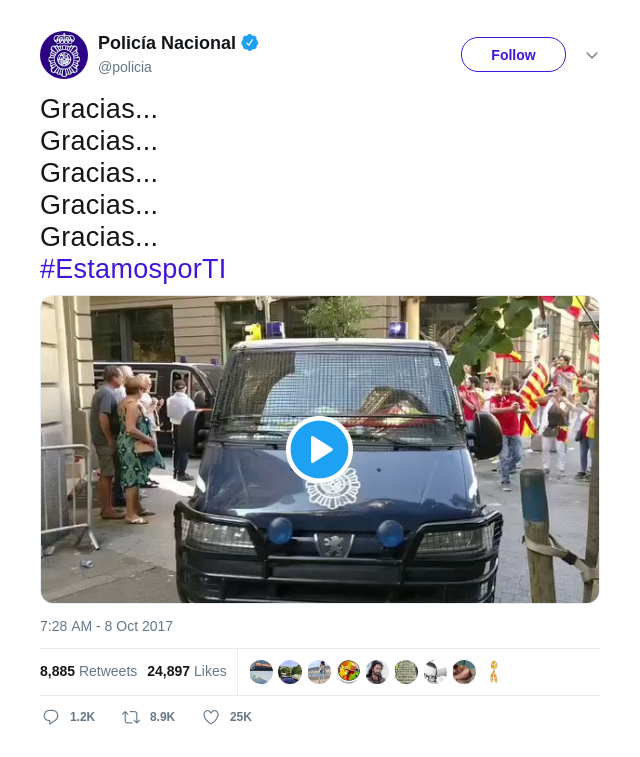 Policía Nacional
@policia
Follow
Gracias...
Gracias...
Gracias...
Gracias...
Gracias...
#EstamosporTI
7:28 AM - 8 Oct 2017
8,885 Retweets 24,897 Likes
1.2K 8.9K 25K